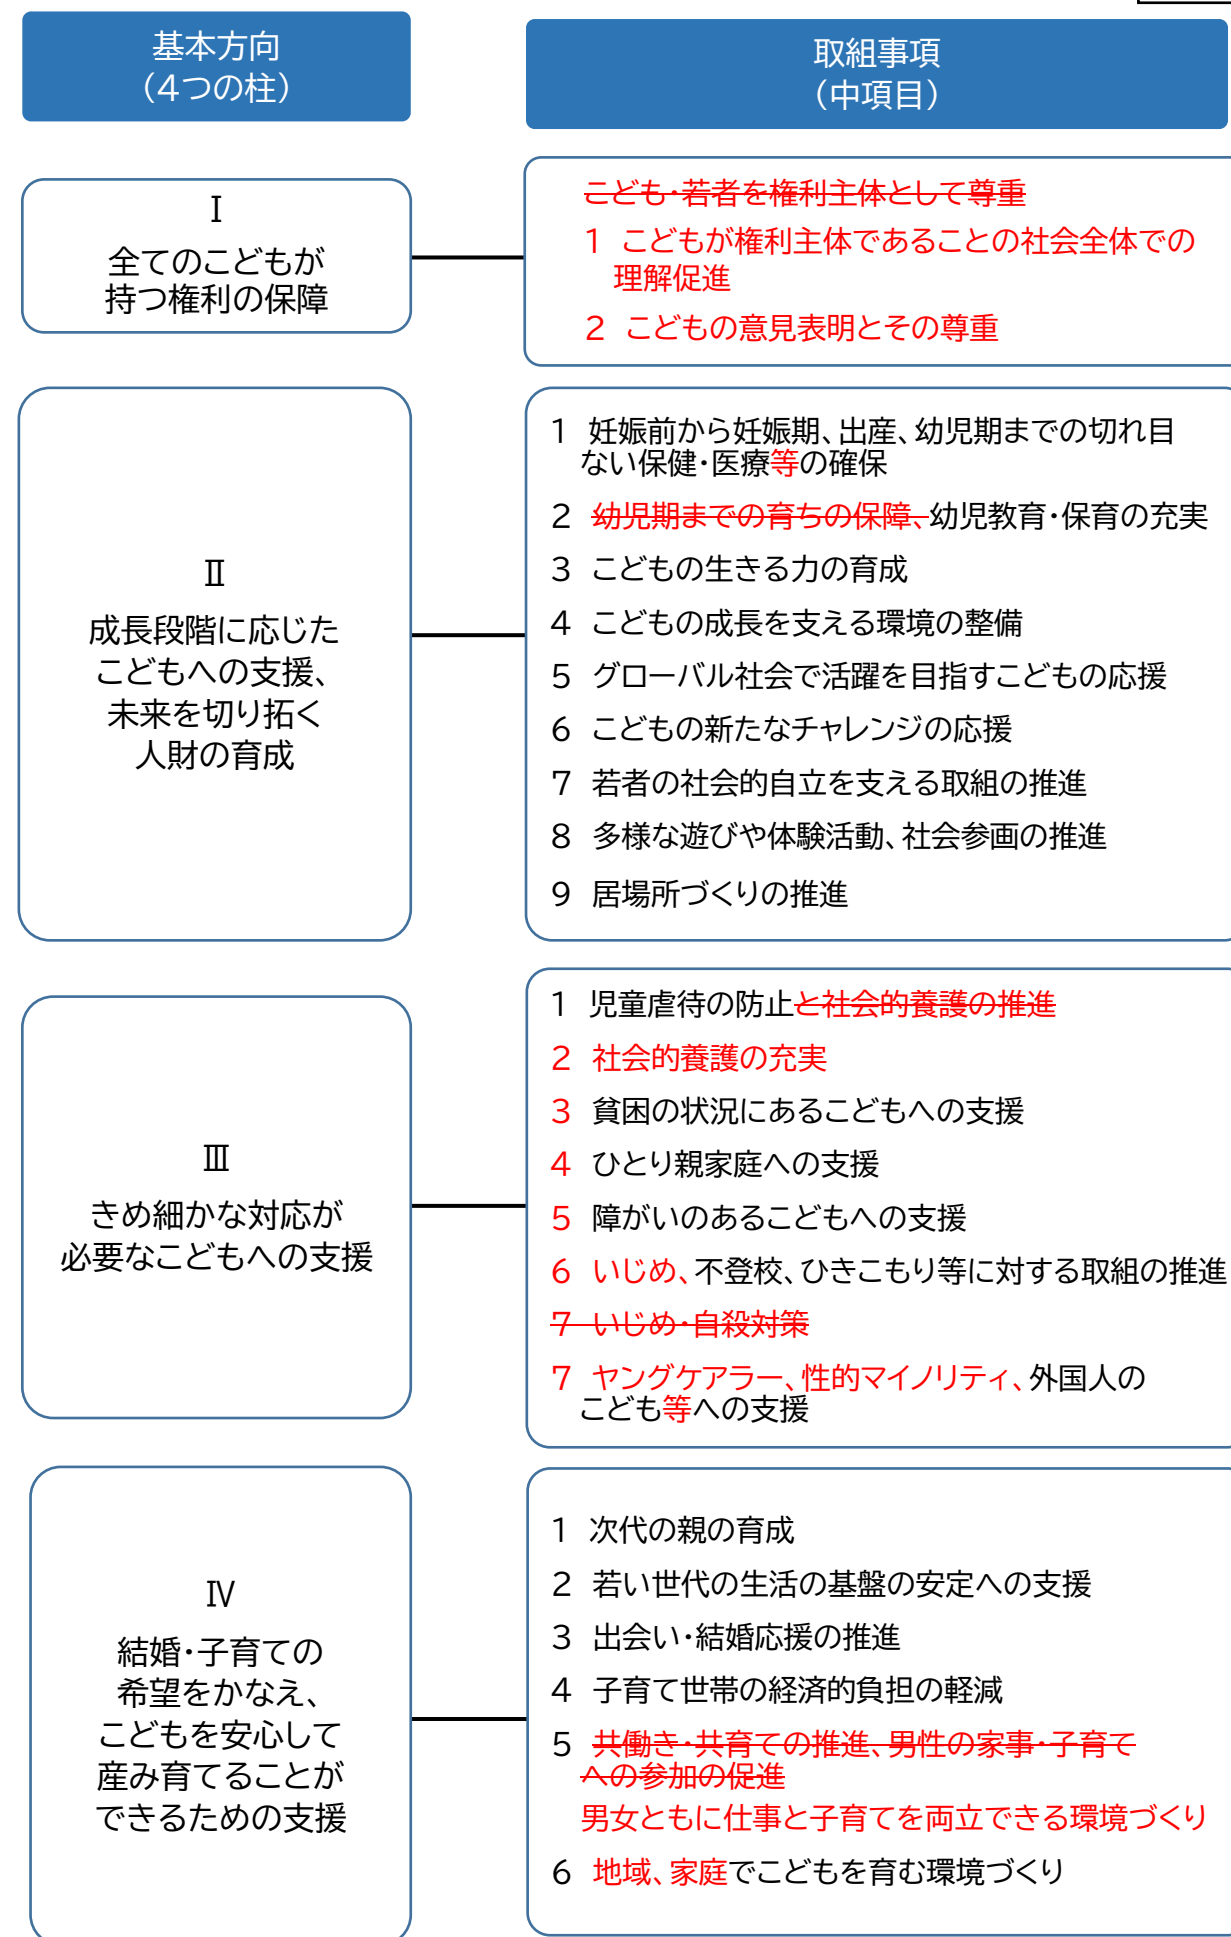 基本方向
（4つの柱）
取組事項
（中項目）
Ⅰ
全てのこどもが
持つ権利の保障
こども・若者を権利主体として尊重
1 こどもが権利主体であることの社会全体での
理解促進
2 こどもの意見表明とその尊重
Ⅱ
成長段階に応じた
こどもへの支援、
未来を切り拓く
人財の育成
1 妊娠前から妊娠期、出産、幼児期までの切れ目
ない保健・医療等の確保
2 幼児期までの育ちの保障、幼児教育・保育の充実
3 こどもの生きる力の育成
4 こどもの成長を支える環境の整備
5 グローバル社会で活躍を目指すこどもの応援
6 こどもの新たなチャレンジの応援
7 若者の社会的自立を支える取組の推進
8 多様な遊びや体験活動、社会参画の推進
9 居場所づくりの推進
Ⅲ
きめ細かな対応が
必要なこどもへの支援
1 児童虐待の防止と社会的養護の推進
2 社会的養護の充実
3 貧困の状況にあるこどもへの支援
4 ひとり親家庭への支援
5 障がいのあるこどもへの支援
6 いじめ、不登校、ひきこもり等に対する取組の推進
7 いじめ・自殺対策
7 ヤングケアラー、性的マイノリティ、外国人の
こども等への支援
Ⅳ
結婚・子育ての
希望をかなえ、
こどもを安心して
産み育てることが
できるための支援
1 次代の親の育成
2 若い世代の生活の基盤の安定への支援
3 出会い・結婚応援の推進
4 子育て世帯の経済的負担の軽減
5 共働き・共育ての推進、男性の家事・子育て
への参加の促進
男女ともに仕事と子育てを両立できる環境づくり
6 地域、家庭でこどもを育む環境づくり